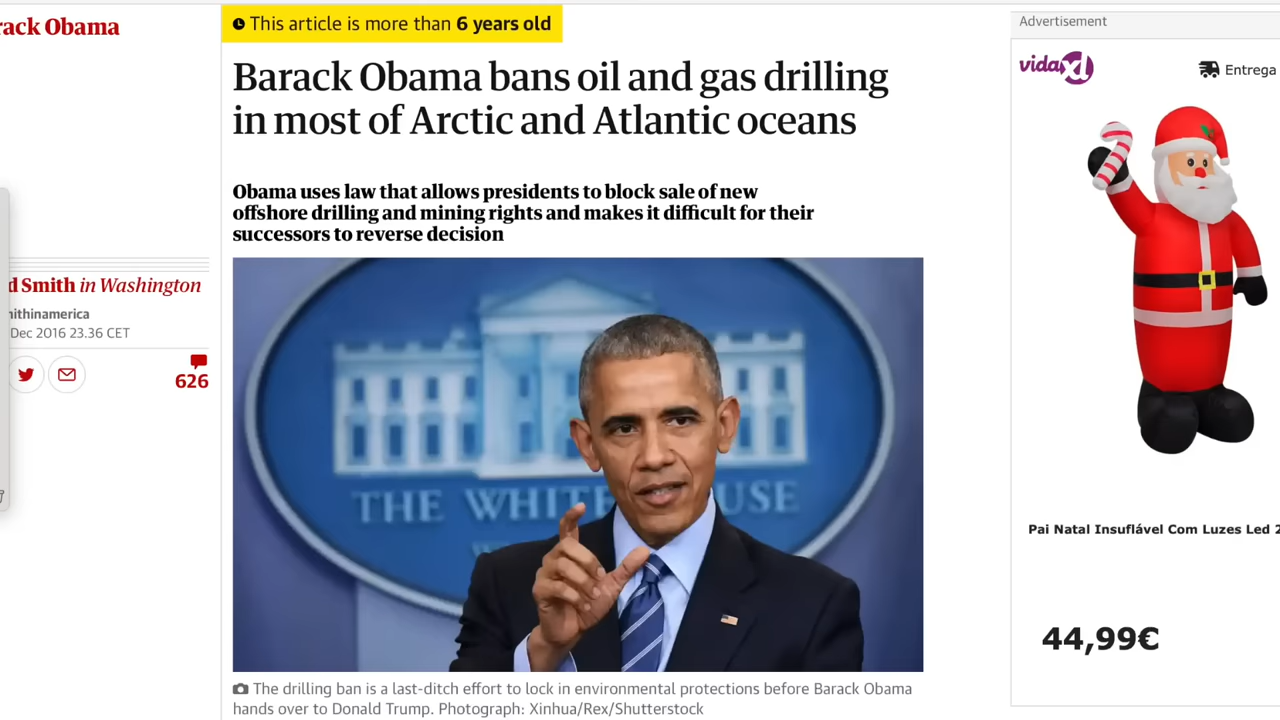 rack Obama
This article is more than 6 years old
Barack Obama bans oil and gas drilling
in most of Arctic and Atlantic oceans
Obama uses law that allows presidents to block sale of new
offshore drilling and mining rights and makes it difficult for their
successors to reverse decision
d Smith in Washington
ithinamerica
Dec 2016 23.36 CET
626
THE WHITE USE
The drilling ban is a last-ditch effort to lock in environmental protections before Barack Obama
hands over to Donald Trump. Photograph: Xinhua/Rex/Shutterstock
Advertisement
vidaXL
Entrega
Pai Natal Insuflável Com Luzes Led 2
44,99€